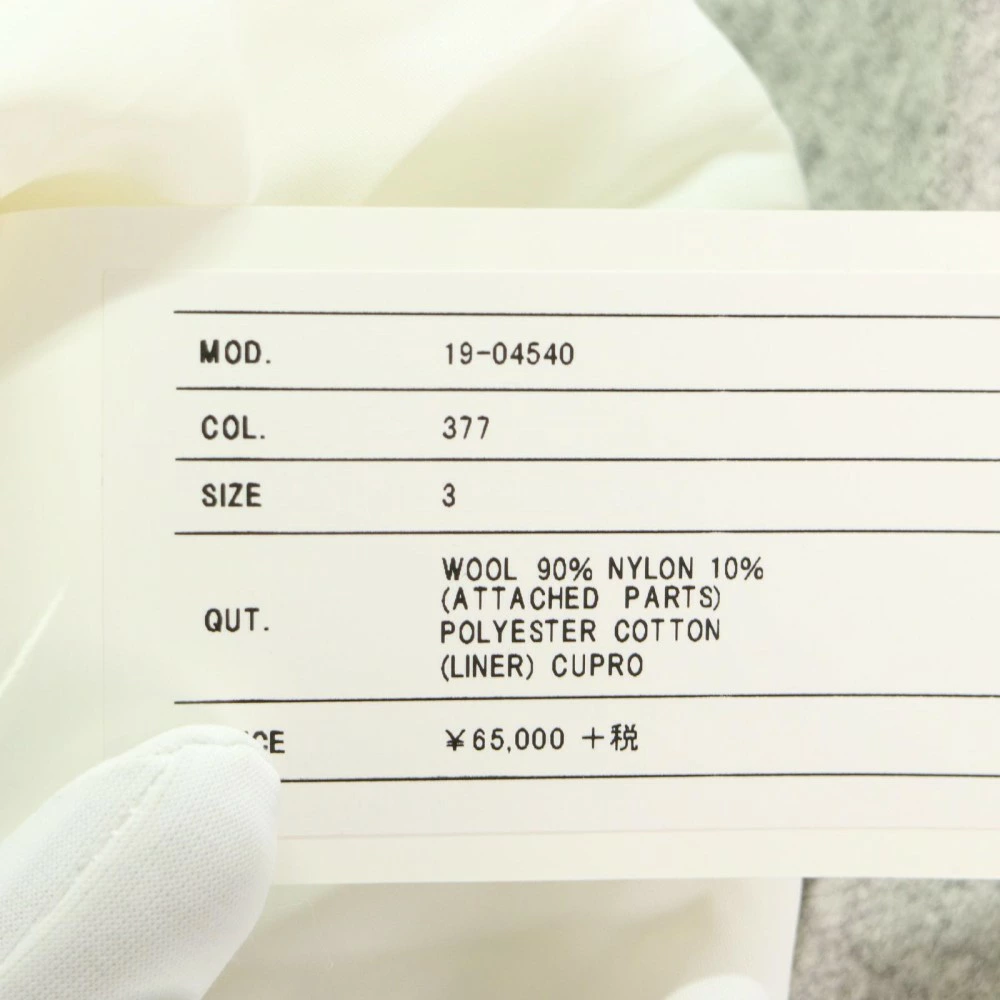 MOD. 19-04540
COL. 377
SIZE 3
QUT. WOOL 90% NYLON 10%
(ATTACHED PARTS)
POLYESTER COTTON
(LINER) CUPRO
¥65,000 +税